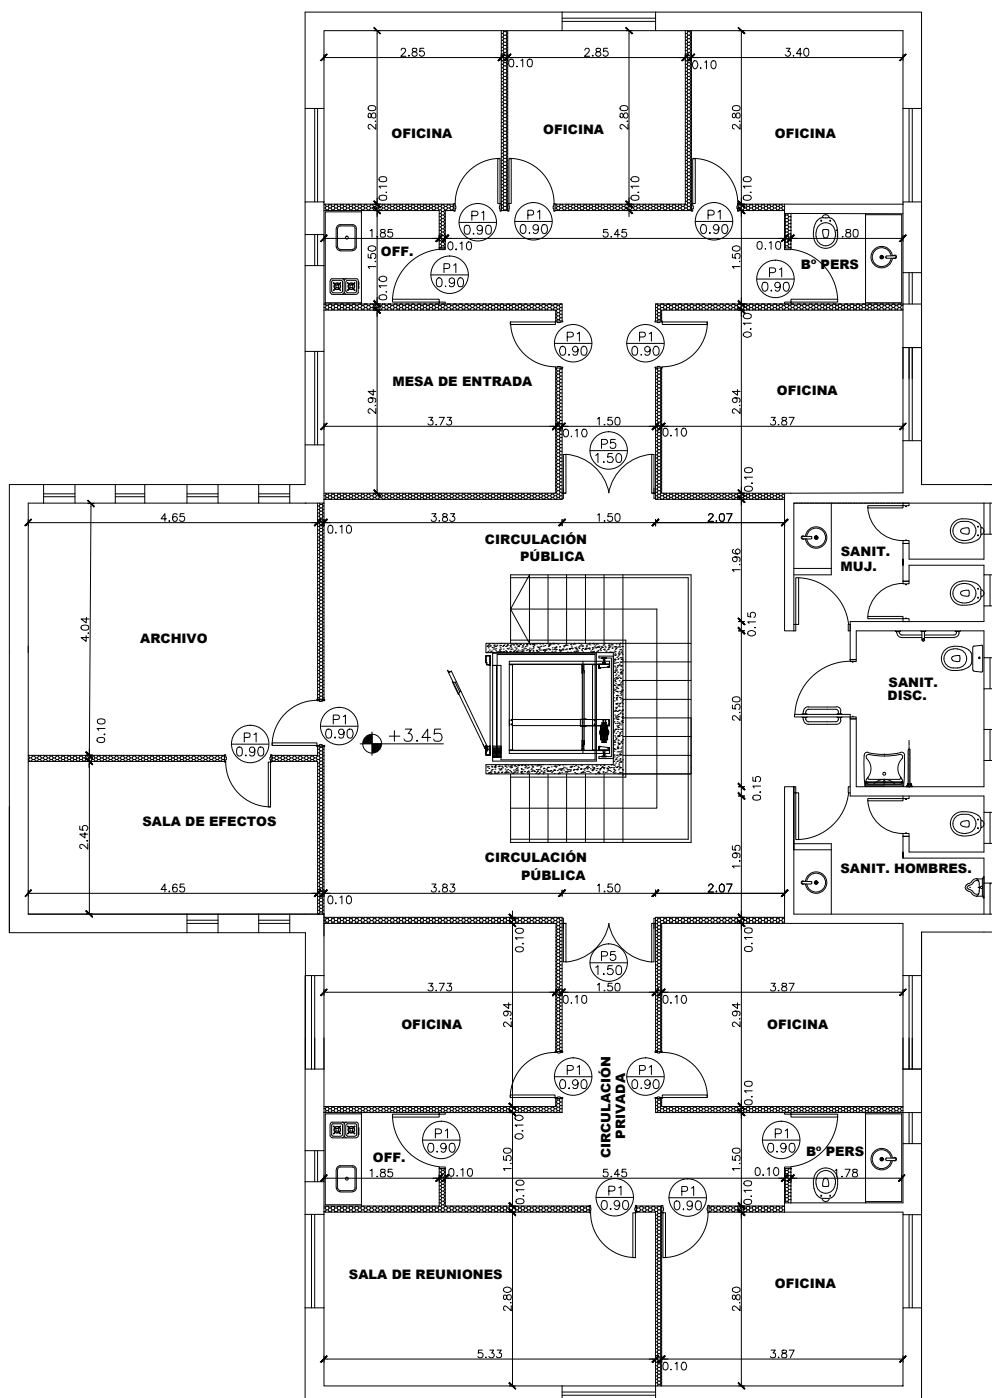 2.85
0.10
2.85
0.10
3.40
2.80
2.80
2.80
OFICINA
OFICINA
OFICINA
0.10
0.10
0.10
P1
0.90
P1
0.90
P1
0.90
1.85
0.10
5.45
0.10
1.80
OFF.
1.50
1.50
Bº PERS
P1
0.90
P1
0.90
0.10
0.10
P1
0.90
P1
0.90
MESA DE ENTRADA
OFICINA
2.94
2.94
3.73
0.10
1.50
0.10
3.87
P5
1.50
0.10
4.65
0.10
3.83
1.50
2.07
CIRCULACIÓN
PÚBLICA
1.96
SANIT.
MUJ.
0.15
4.04
ARCHIVO
SANIT.
DISC.
2.50
0.10
P1
0.90
P1
0.90
+3.45
0.15
2.45
SALA DE EFECTOS
CIRCULACIÓN
PÚBLICA
1.95
SANIT. HOMBRES.
4.65
0.10
3.83
1.50
2.07
0.10
0.10
P5
1.50
3.73
0.10
1.50
0.10
3.87
2.94
2.94
OFICINA
OFICINA
CIRCULACIÓN
PRIVADA
P1
0.90
P1
0.90
0.10
0.10
P1
0.90
P1
0.90
OFF.
1.50
1.50
Bº PERS
1.85
0.10
5.45
0.10
1.78
0.10
0.10
P1
0.90
P1
0.90
SALA DE REUNIONES
OFICINA
2.80
2.80
5.33
0.10
3.87